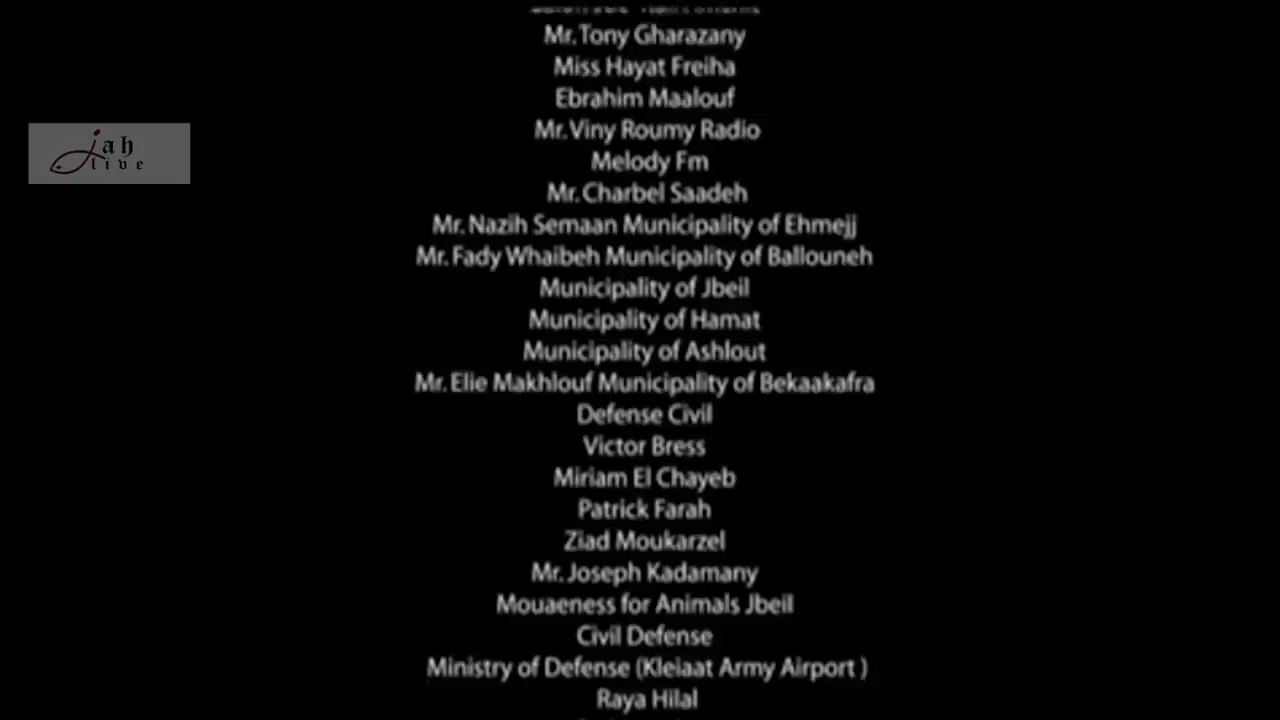 Mr. Tony Gharazany
Miss Hayat Freiha
Ebrahim Maalouf
Mr. Viny Roumy Radio
Melody Fm
Mr. Charbel Saadeh
Mr. Nazih Semaan Municipality of Ehmejj
Mr. Fady Whaibeh Municipality of Ballouneh
Municipality of Jbeil
Municipality of Hamat
Municipality of Ashlout
Mr. Elie Makhlouf Municipality of Bekaakafra
Defense Civil
Victor Bress
Miriam El Chayeb
Patrick Farah
Ziad Moukarzel
Mr. Joseph Kadamany
Mouaeness for Animals Jbeil
Civil Defense
Ministry of Defense (Kleiaat Army Airport )
Raya Hilal
jah
live